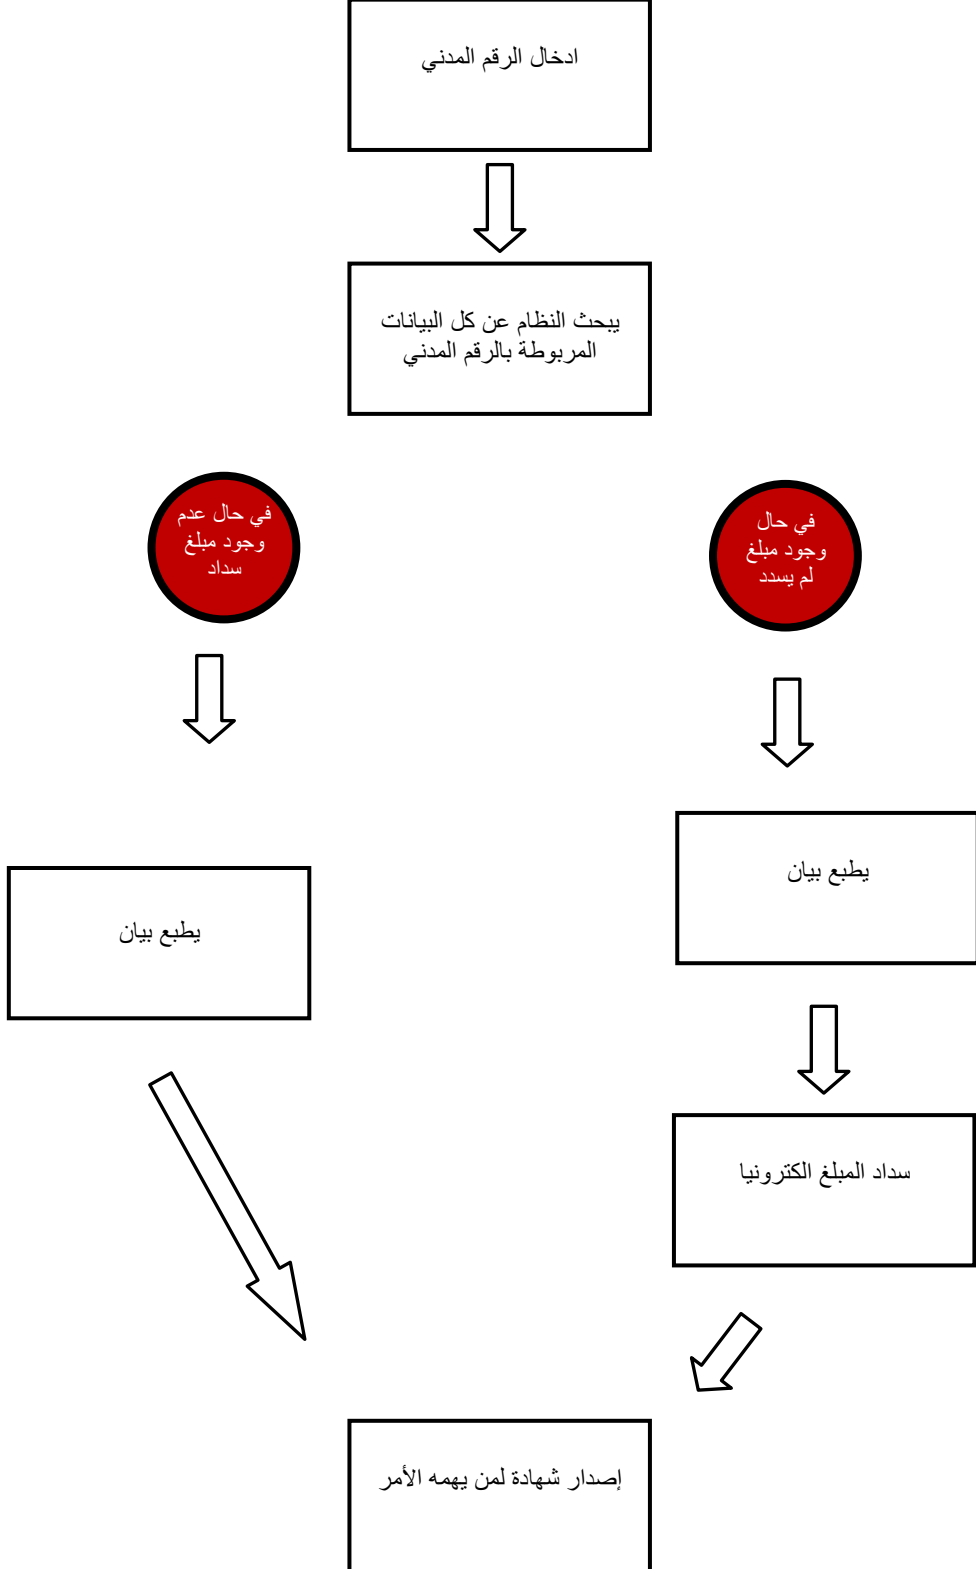 ادخال الرقم المدني
يبحث النظام عن كل البيانات
المربوطة بالرقم المدني
في حال
وجود مبلغ
لم يسدد
في حال عدم
وجود مبلغ
سداد
يطبع بيان
يطبع بيان
سداد المبلغ الكترونيا
إصدار شهادة لمن يهمه الأمر